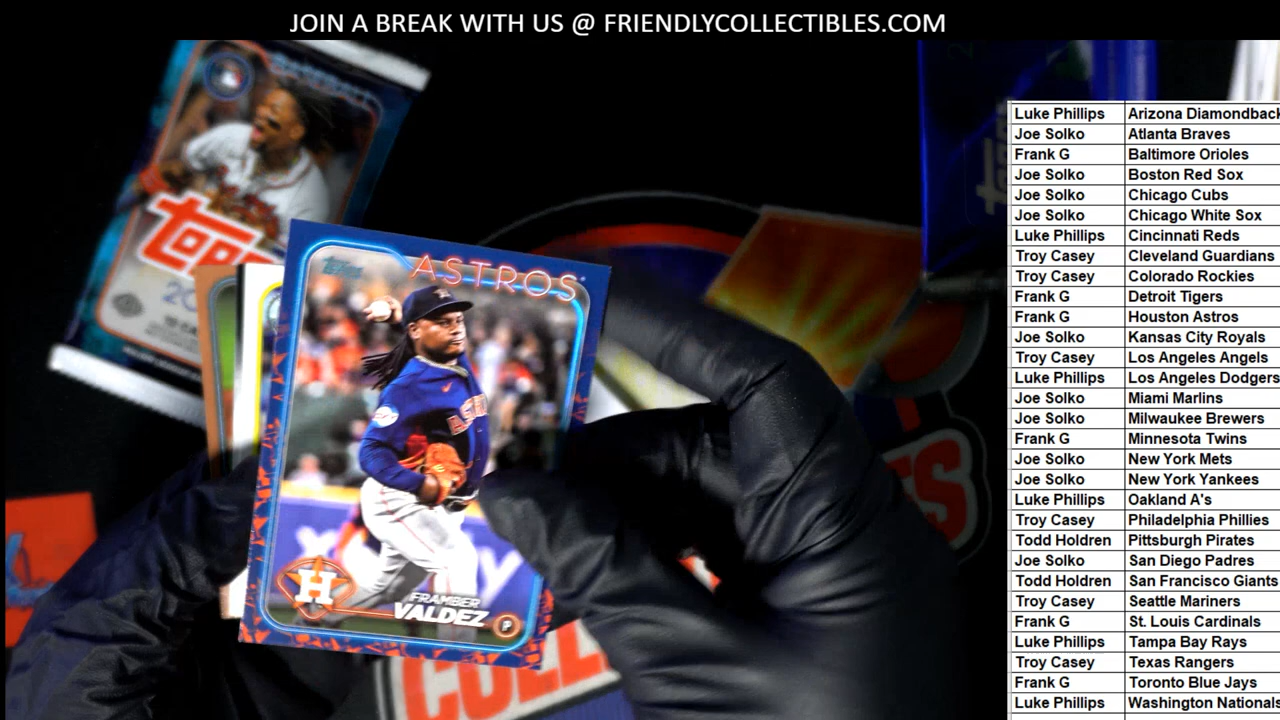 JOIN A BREAK WITH US @ FRIENDLYCOLLECTIBLES.COM
Luke Phillips Arizona Diamondback
Joe Solko Atlanta Braves
Frank G Baltimore Orioles
Joe Solko Boston Red Sox
Joe Solko Chicago Cubs
Joe Solko Chicago White Sox
Luke Phillips Cincinnati Reds
Troy Casey Cleveland Guardians
Troy Casey Colorado Rockies
Frank G Detroit Tigers
Frank G Houston Astros
Joe Solko Kansas City Royals
Troy Casey Los Angeles Angels
Luke Phillips Los Angeles Dodgers
Joe Solko Miami Marlins
Joe Solko Milwaukee Brewers
Frank G Minnesota Twins
Joe Solko New York Mets
Joe Solko New York Yankees
Luke Phillips Oakland A's
Troy Casey Philadelphia Phillies
Todd Holdren Pittsburgh Pirates
Joe Solko San Diego Padres
Todd Holdren San Francisco Giants
Troy Casey Seattle Mariners
Frank G St. Louis Cardinals
Luke Phillips Tampa Bay Rays
Troy Casey Texas Rangers
Frank G Toronto Blue Jays
Luke Phillips Washington Nationals
ASTROS
Topps
H
FRAMBER
VALDEZ
P
TOPP
20
COLL
topps